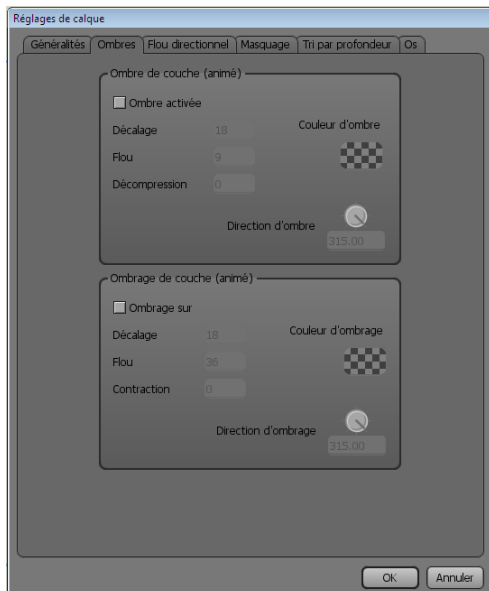 Réglages de calque
Généralités Ombres Flou directionnel Masquage Tri par profondeur Os
Ombre de couche (animé)
Ombre activée
Décalage 18 Couleur d'ombre
Flou 9
Décompression 0
Direction d'ombre
315.00
Ombrage de couche (animé)
Ombrage sur
Décalage 18 Couleur d'ombrage
Flou 36
Contraction 0
Direction d'ombrage
315.00
OK Annuler